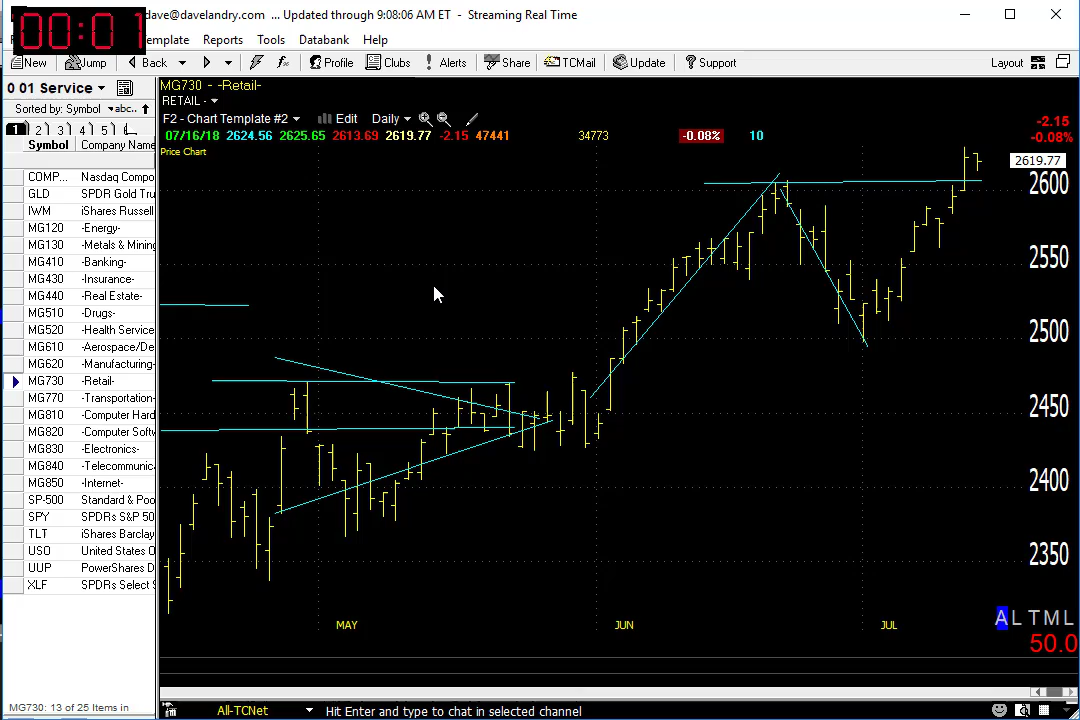 00:01
dave@davelandry.com ... Updated through 9:08:06 AM ET - Streaming Real Time
emplate Reports Tools Databank Help
New Jump Back Profile Clubs Alerts Share TCMail Update Support Layout
0 01 Service
Sorted by: Symbol abc..
1 2 3 4 5
Symbol Company Name
COMP... Nasdaq Compo
GLD SPDR Gold Tru
IWM iShares Russell
MG120 -Energy-
MG130 -Metals & Mining
MG410 -Banking-
MG430 -Insurance-
MG440 -Real Estate-
MG510 -Drugs-
MG520 -Health Service
MG610 -Aerospace/De
MG620 -Manufacturing-
MG730 -Retail-
MG770 -Transportation-
MG810 -Computer Hard
MG820 -Computer Softw
MG830 -Electronics-
MG840 -Telecommunica
MG850 -Internet-
SP-500 Standard & Poo
SPY SPDRs S&P 50
TLT iShares Barclay
USO United States O
UUP PowerShares D
XLF SPDRs Select S
MG730: 13 of 25 Items in
MG730 - -Retail-
RETAIL -
F2 - Chart Template #2 Edit Daily
07/16/18 2624.56 2625.65 2613.69 2619.77 -2.15 47441 34773 -0.08% 10
Price Chart
-2.15
-0.08%
2619.77
2600
2550
2500
2450
2400
2350
MAY JUN JUL
A L T M L
50.0
All-TCNet Hit Enter and type to chat in selected channel